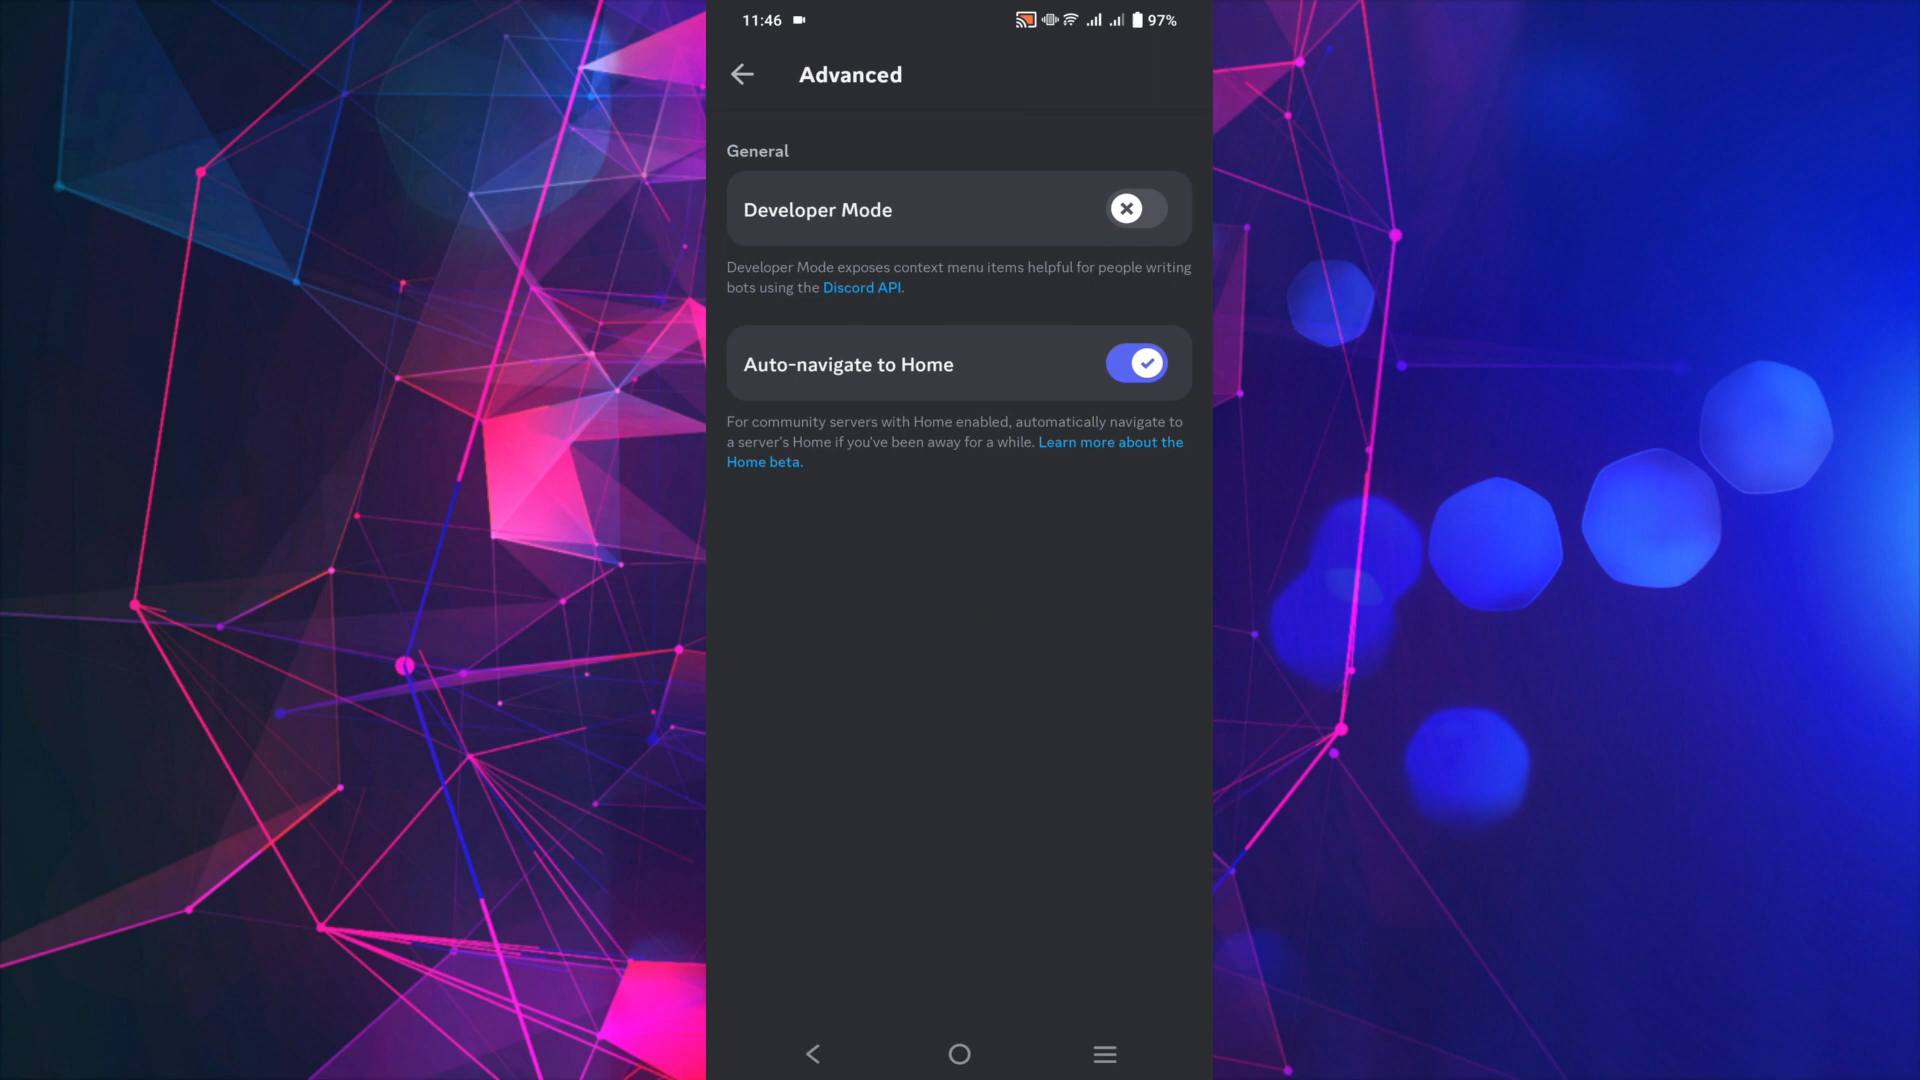 11:46
97%
Advanced
General
Developer Mode
Developer Mode exposes context menu items helpful for people writing
bots using the Discord API.
Auto-navigate to Home
For community servers with Home enabled, automatically navigate to
a server's Home if you've been away for a while. Learn more about the
Home beta.